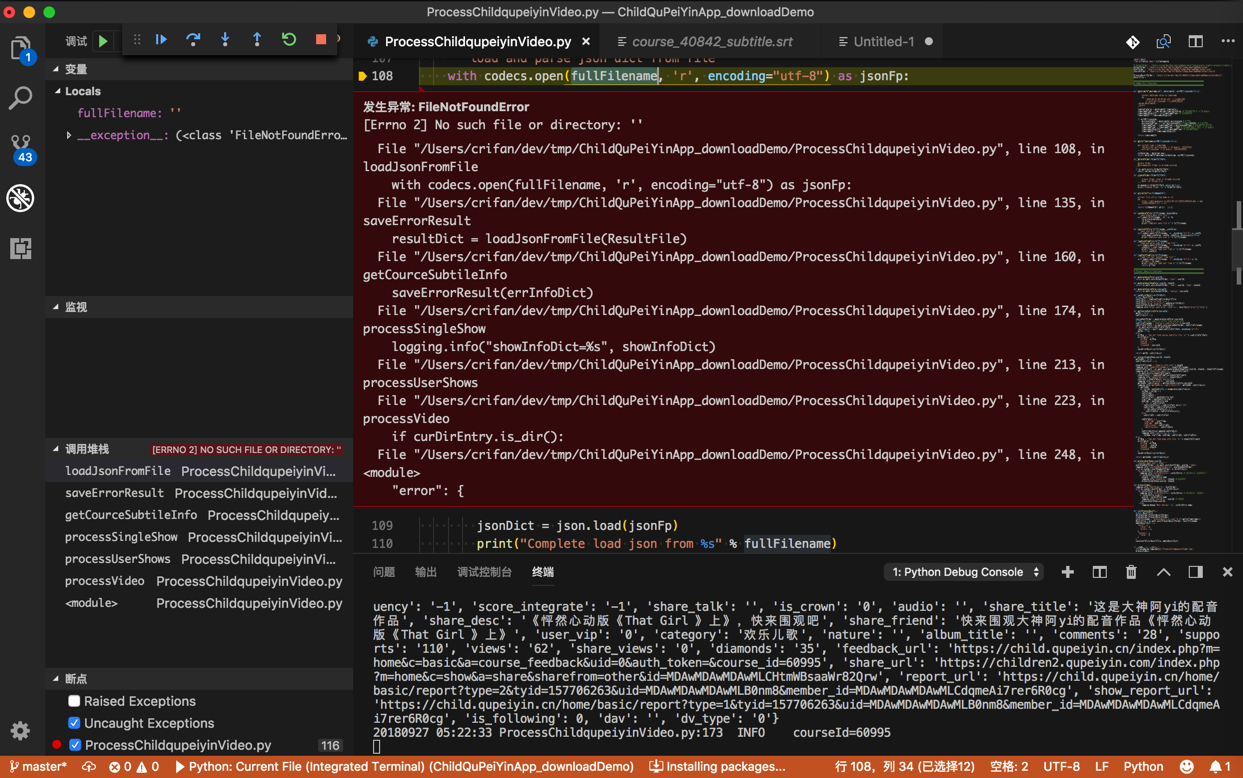 ProcessChildqupeiyinVideo.py — ChildQuPeiYinApp_downloadDemo
调试
ProcessChildqupeiyinVideo.py
course_40842_subtitle.srt
Untitled-1
1
43
变量
Locals
fullFilename: ''
__exception__: (<class 'FileNotFoundErro...
监视
调用堆栈 [ERRNO 2] NO SUCH FILE OR DIRECTORY: ''
loadJsonFromFile ProcessChildqupeiyinVi...
saveErrorResult ProcessChildqupeiyinVid...
getCourceSubtileInfo ProcessChildqupeiy...
processSingleShow ProcessChildqupeiyinVi...
processUserShows ProcessChildqupeiyinVi...
processVideo ProcessChildqupeiyinVideo.py
<module> ProcessChildqupeiyinVideo.py
断点
Raised Exceptions
Uncaught Exceptions
ProcessChildqupeiyinVideo.py 116
107 load and parse json dict from file
108 with codecs.open(fullFilename, 'r', encoding="utf-8") as jsonFp:
发生异常: FileNotFoundError
[Errno 2] No such file or directory: ''
File "/Users/crifan/dev/tmp/ChildQuPeiYinApp_downloadDemo/ProcessChildqupeiyinVideo.py", line 108, in
loadJsonFromFile
with codecs.open(fullFilename, 'r', encoding="utf-8") as jsonFp:
File "/Users/crifan/dev/tmp/ChildQuPeiYinApp_downloadDemo/ProcessChildqupeiyinVideo.py", line 135, in
saveErrorResult
resultDict = loadJsonFromFile(ResultFile)
File "/Users/crifan/dev/tmp/ChildQuPeiYinApp_downloadDemo/ProcessChildqupeiyinVideo.py", line 160, in
getCourceSubtileInfo
saveErrorResult(errInfoDict)
File "/Users/crifan/dev/tmp/ChildQuPeiYinApp_downloadDemo/ProcessChildqupeiyinVideo.py", line 174, in
processSingleShow
logging.info("showInfoDict=%s", showInfoDict)
File "/Users/crifan/dev/tmp/ChildQuPeiYinApp_downloadDemo/ProcessChildqupeiyinVideo.py", line 213, in
processUserShows
File "/Users/crifan/dev/tmp/ChildQuPeiYinApp_downloadDemo/ProcessChildqupeiyinVideo.py", line 223, in
processVideo
if curDirEntry.is_dir():
File "/Users/crifan/dev/tmp/ChildQuPeiYinApp_downloadDemo/ProcessChildqupeiyinVideo.py", line 248, in
<module>
"error": {
109 jsonDict = json.load(jsonFp)
110 print("Complete load json from %s" % fullFilename)
问题 输出 调试控制台 终端 1: Python Debug Console
uency': '-1', 'score_integrate': '-1', 'share_talk': '', 'is_crown': '0', 'audio': '', 'share_title': '这是大神阿yi的配音
作品', 'share_desc': '《怦然心动版《That Girl 》上》, 快来围观吧', 'share_friend': '快来围观大神阿yi的配音作品《怦然心动
版《That Girl 》上》', 'user_vip': '0', 'category': '欢乐儿歌', 'nature': '', 'album_title': '', 'comments': '28', 'suppo
rts': '110', 'views': '62', 'share_views': '0', 'diamonds': '35', 'feedback_url': 'https://child.qupeiyin.cn/index.php?m=
home&c=basic&a=course_feedback&uid=0&auth_token=&course_id=60995', 'share_url': 'https://children2.qupeiyin.com/index.php
?m=home&c=show&a=share&sharefrom=other&id=MDAwMDAwMDAwMLCHtmWBsaaWr82Qrw', 'report_url': 'https://child.qupeiyin.cn/home/
basic/report?type=2&tyid=157706263&uid=MDAwMDAwMDAwMLB0nm8&member_id=MDAwMDAwMDAwMLCdqmeAi7rer6R0cg', 'show_report_url':
'https://child.qupeiyin.cn/home/basic/report?type=1&tyid=157706263&uid=MDAwMDAwMDAwMLB0nm8&member_id=MDAwMDAwMDAwMLCdqmeA
i7rer6R0cg', 'is_following': 0, 'dav': '', 'dv_type': '0'}
20180927 05:22:33 ProcessChildqupeiyinVideo.py:173 INFO courseId=60995
master* 0 0 Python: Current File (Integrated Terminal) (ChildQuPeiYinApp_downloadDemo) Installing packages... 行 108，列 34 (已选择12) 空格: 2 UTF-8 LF Python 1